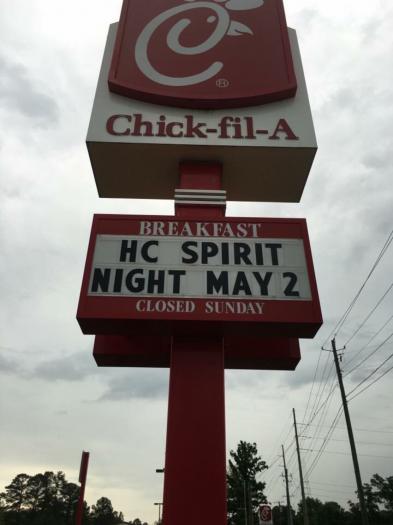 Chick-fil-A
BREAKFAST
HC SPIRIT
NIGHT MAY 2
CLOSED SUNDAY